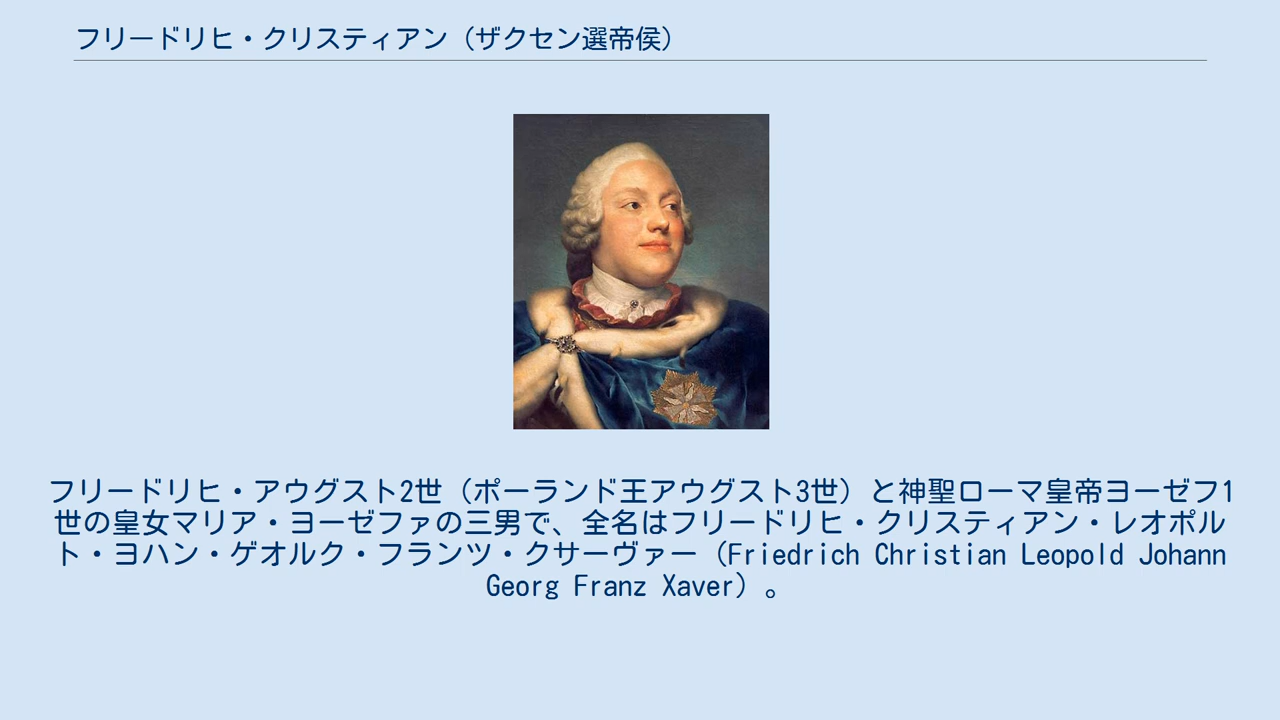 フリードリヒ・クリスティアン（ザクセン選帝侯）
フリードリヒ・アウグスト2世（ポーランド王アウグスト3世）と神聖ローマ皇帝ヨーゼフ1
世の皇女マリア・ヨーゼファの三男で、全名はフリードリヒ・クリスティアン・レオポル
ト・ヨハン・ゲオルク・フランツ・クサーヴァー（Friedrich Christian Leopold Johann
Georg Franz Xaver）。